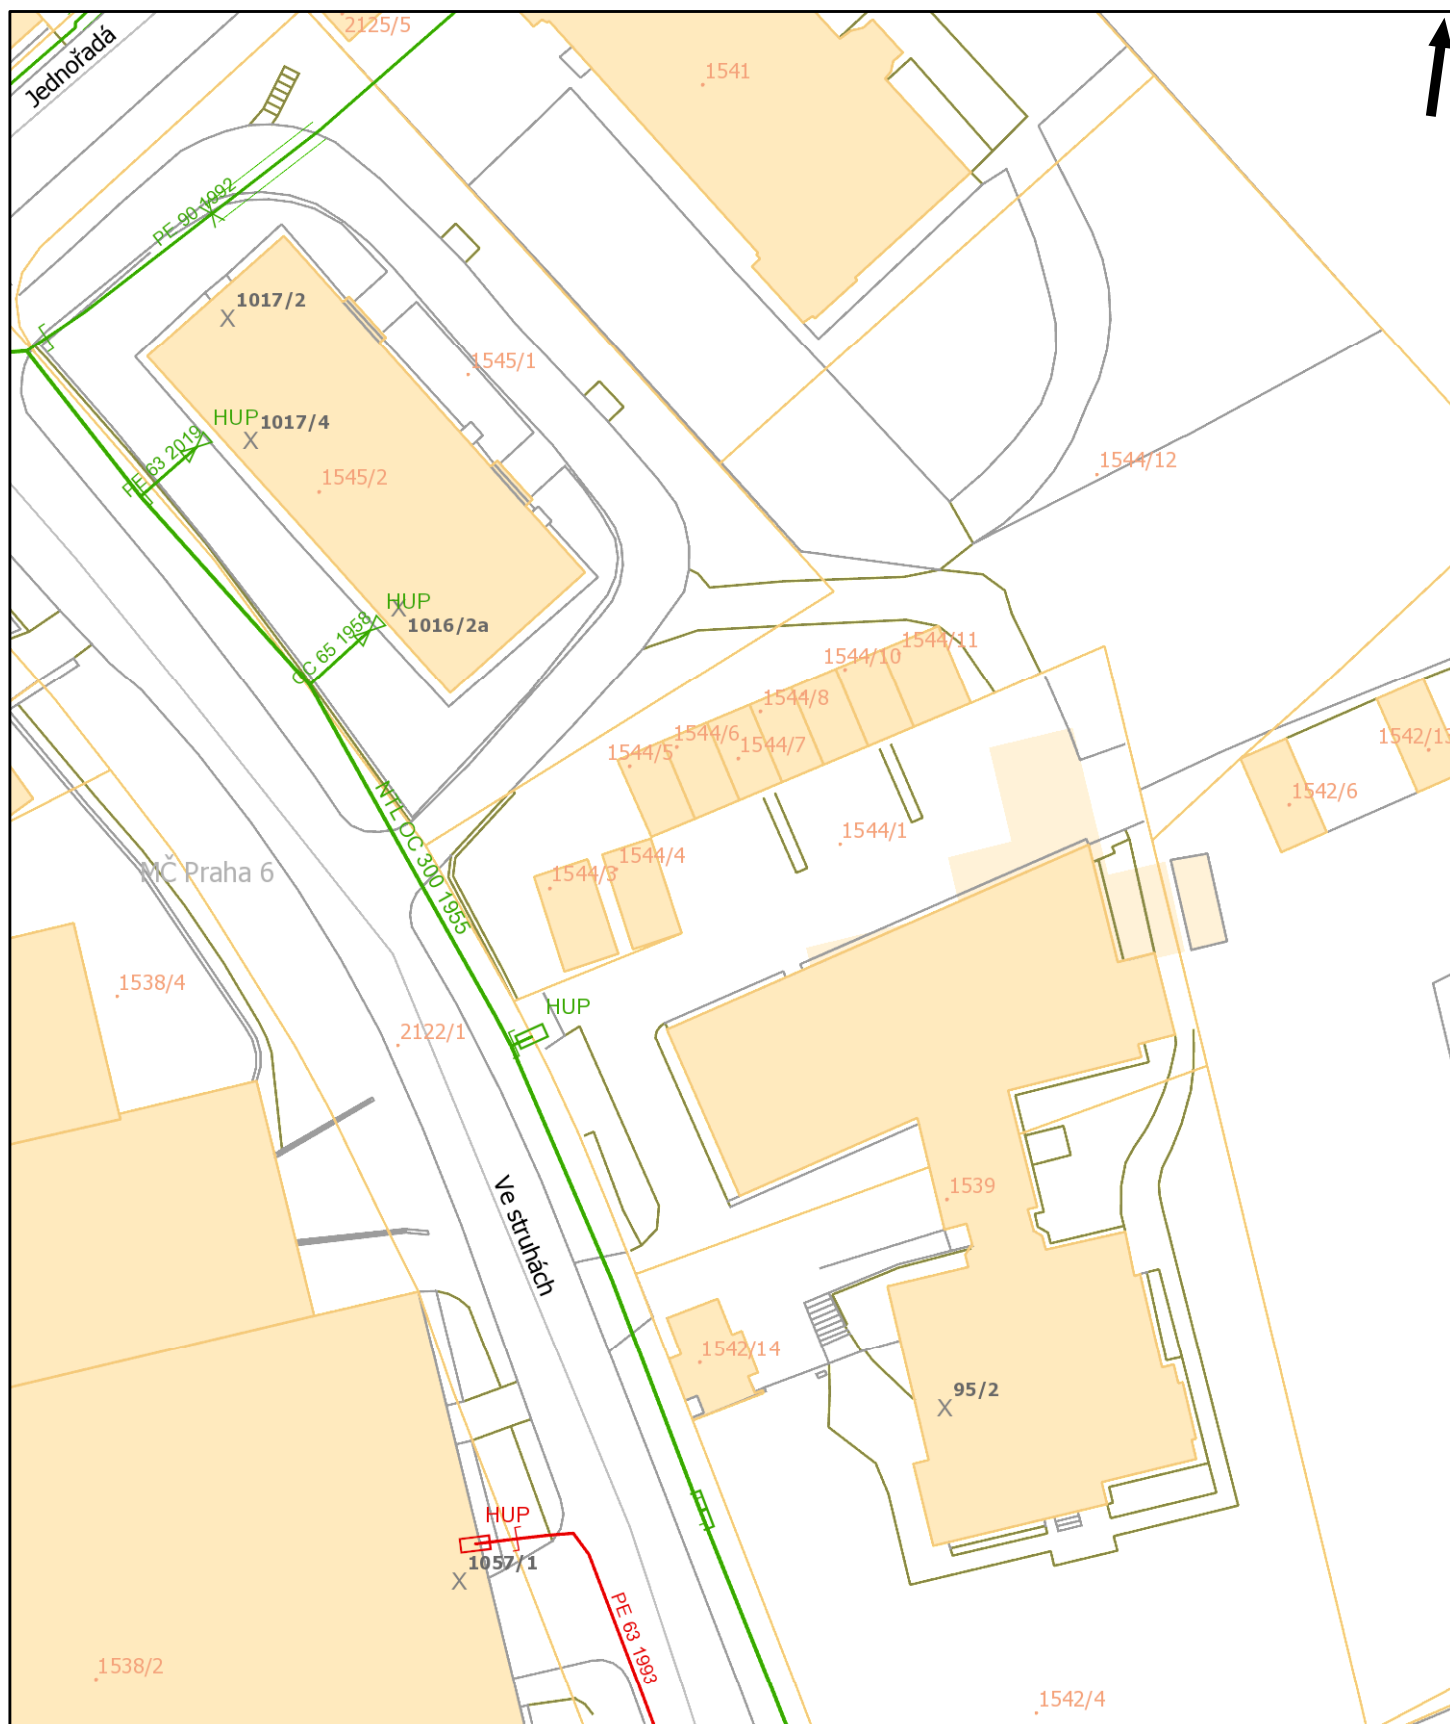 2125/5
Jednořadá
1541
PE 90 1992
1017/2
1545/1
HUP
1017/4
PE 63 2019
1545/2
1544/12
HUP
1016/2a
OC 65 1958
1544/11
1544/10
1544/8
1544/6
1544/7
1544/5
1542/13
1542/6
NTL OC 300 1955
1544/1
1544/4
1544/3
MČ Praha 6
1538/4
HUP
2122/1
Ve struhách
1539
1542/14
95/2
HUP
1057/1
PE 63 1993
1538/2
1542/4